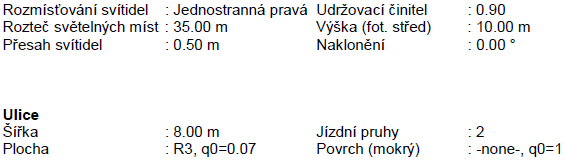 Rozmísťování svítidel : Jednostranná pravá Udržovací činitel : 0.90
Rozteč světelných míst : 35.00 m Výška (fot. střed) : 10.00 m
Přesah svítidel : 0.50 m Naklonění : 0.00 °
Ulice
Šířka : 8.00 m Jízdní pruhy : 2
Plocha : R3, q0=0.07 Povrch (mokrý) : -none-, q0=1